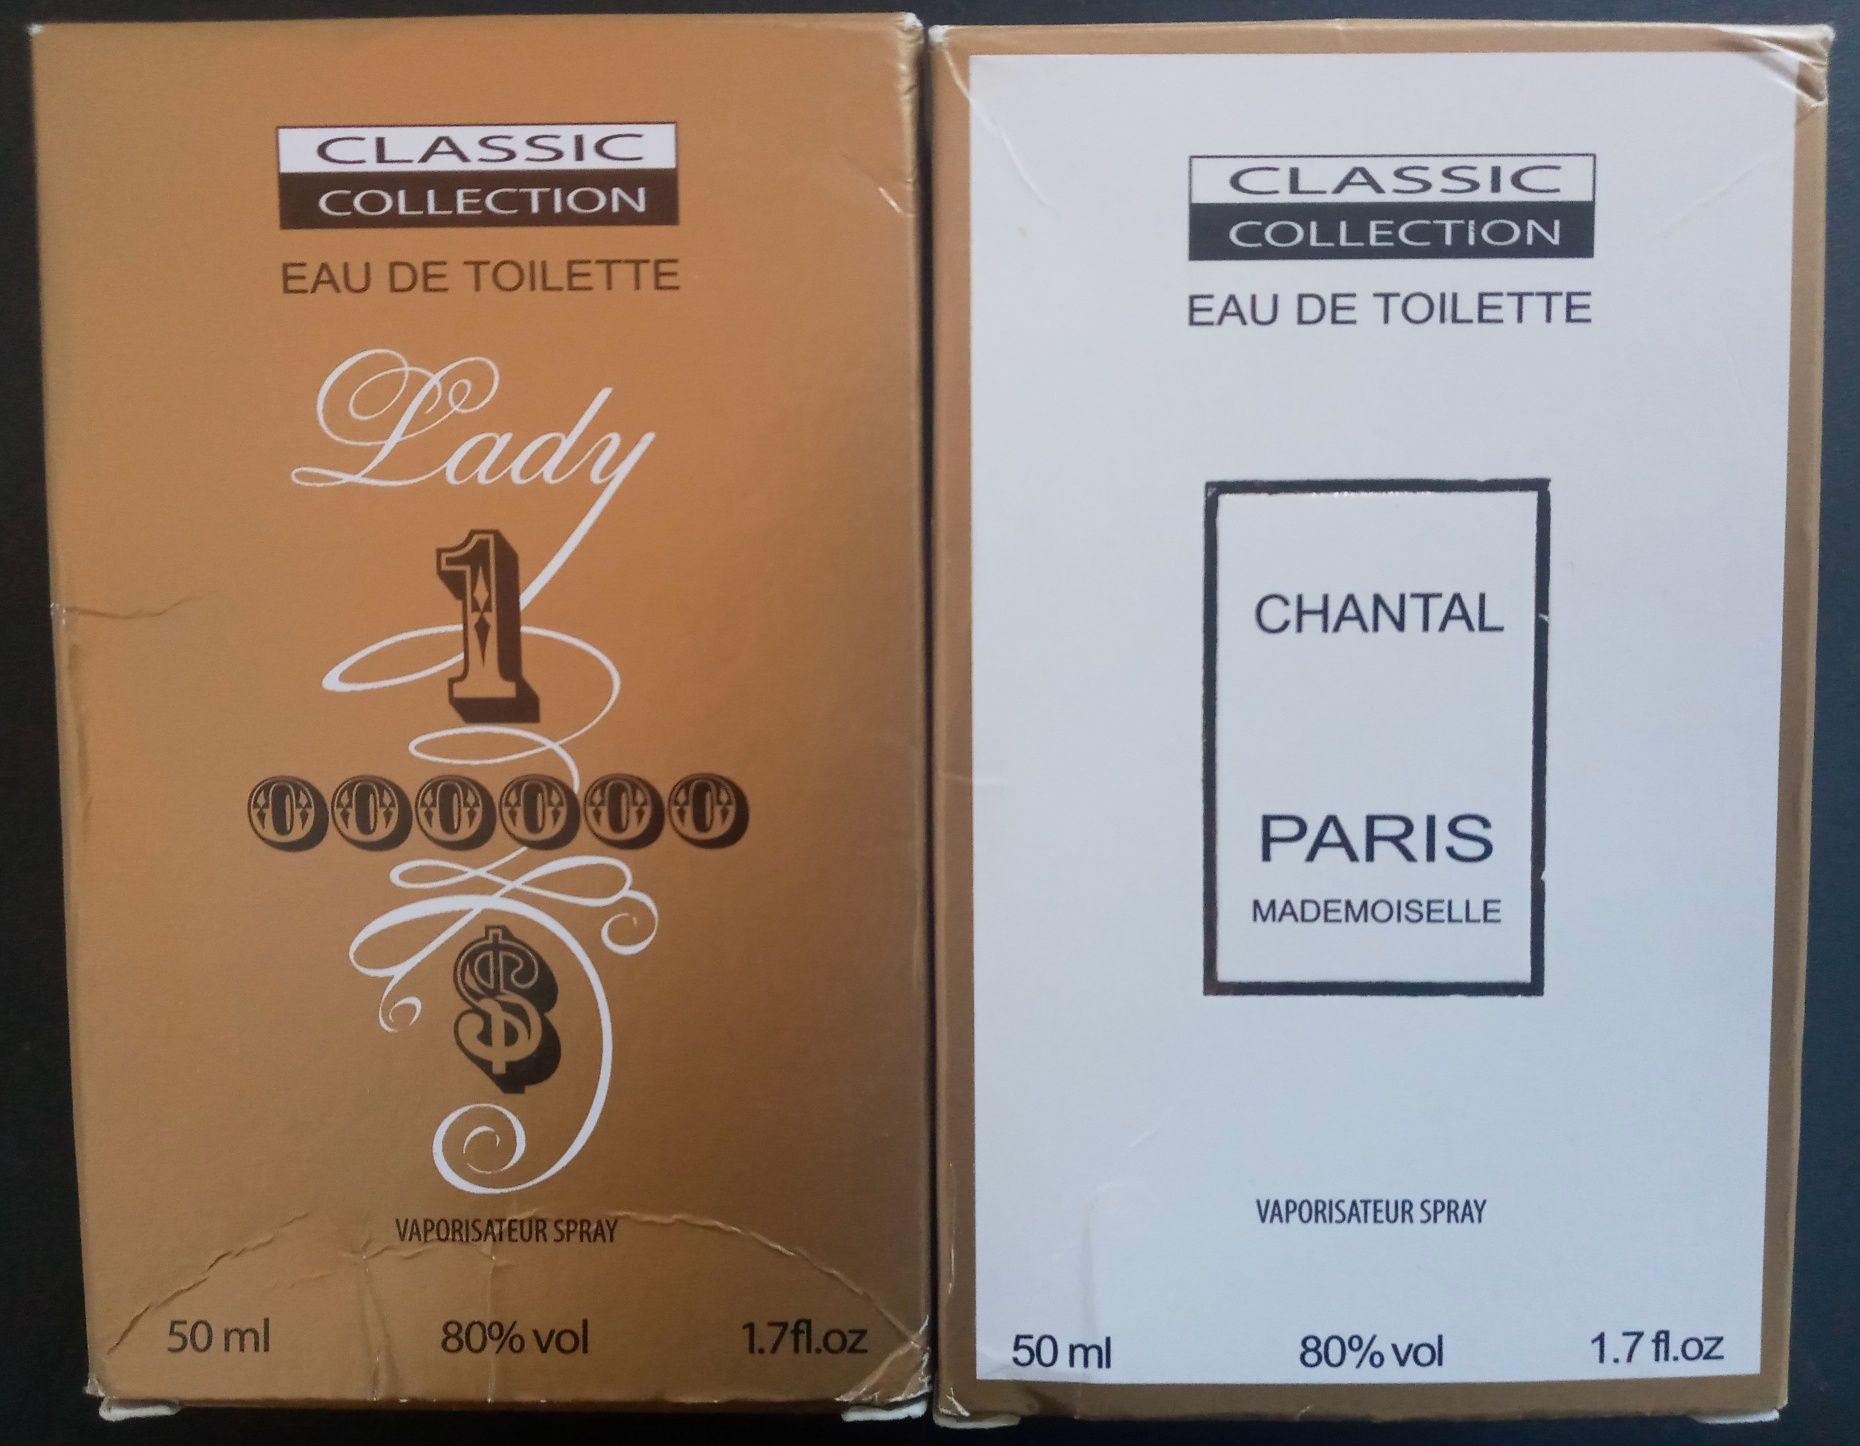 CLASSIC
COLLECTION
EAU DE TOILETTE
Lady
1
000000
$
VAPORISATEUR SPRAY
50 ml 80% vol 1.7fl.oz
CLASSIC
COLLECTION
EAU DE TOILETTE
CHANTAL
PARIS
MADEMOISELLE
VAPORISATEUR SPRAY
50 ml 80% vol 1.7 fl.oz